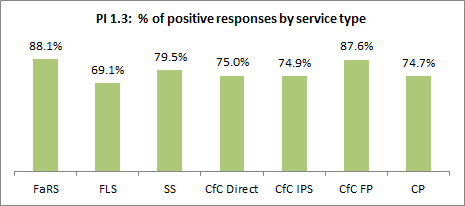 PI 1.3: % of positive responses by service type
88.1%
69.1%
79.5%
75.0%
74.9%
87.6%
74.7%
FaRS
FLS
SS
CfC Direct
CfC IPS
CfC FP
CP